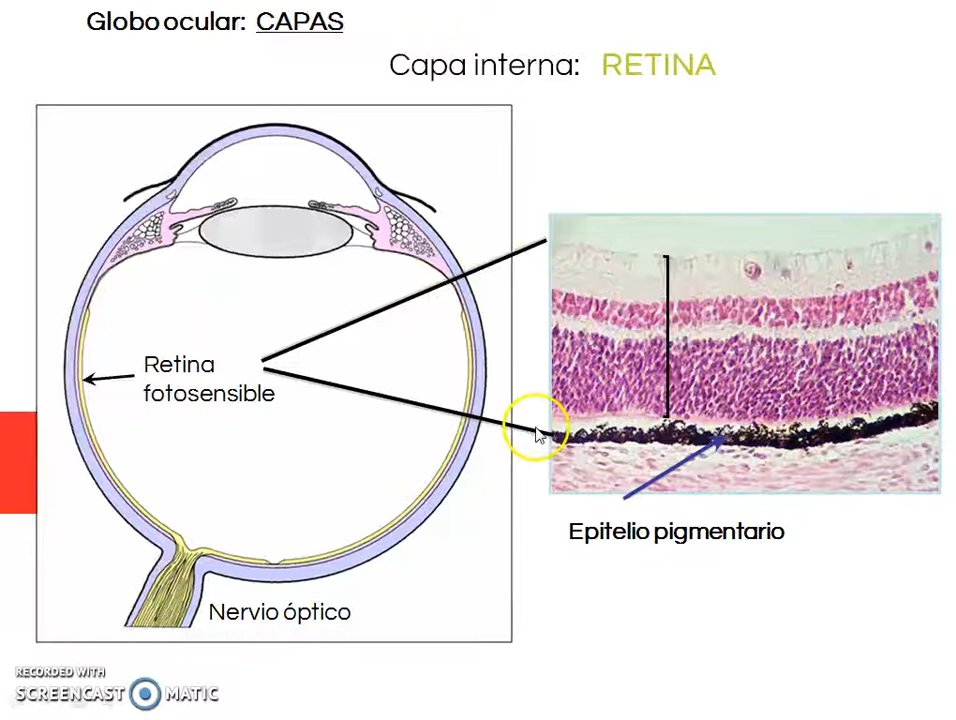 Globo ocular: CAPAS
Capa interna: RETINA
Retina
fotosensible
Epitelio pigmentario
Nervio óptico
RECORDED WITH
SCREENCAST MATIC